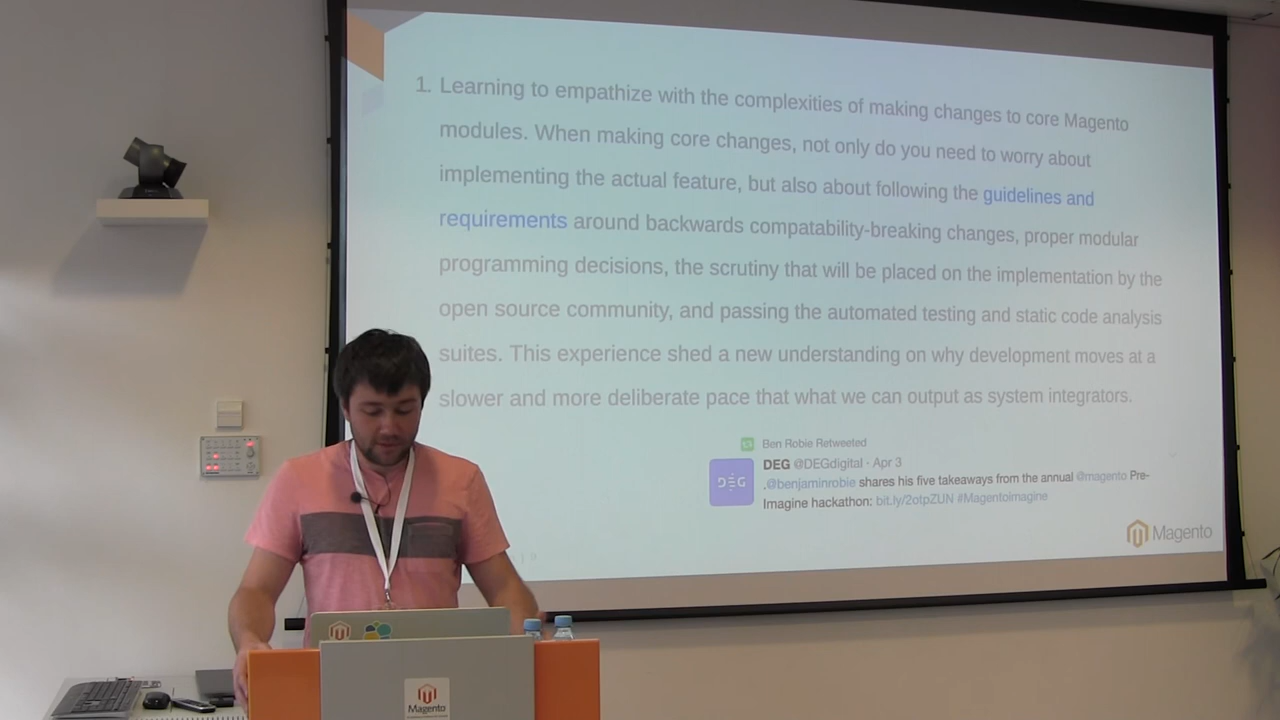 1. Learning to empathize with the complexities of making changes to core Magento
modules. When making core changes, not only do you need to worry about
implementing the actual feature, but also about following the guidelines and
requirements around backwards compatability-breaking changes, proper modular
programming decisions, the scrutiny that will be placed on the implementation by the
open source community, and passing the automated testing and static code analysis
suites. This experience shed a new understanding on why development moves at a
slower and more deliberate pace that what we can output as system integrators.
Ben Robie Retweeted
DEG @DEGdigital · Apr 3
DEG
.@benjaminrobie shares his five takeaways from the annual @magento Pre-
Imagine hackathon: bit.ly/2otpZUN #Magentoimagine
Magento
Magento